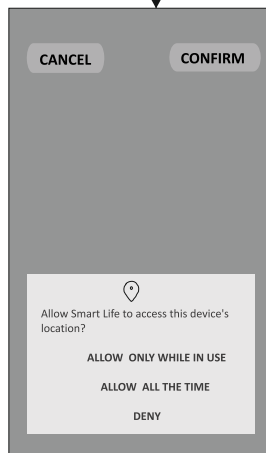 CANCEL
CONFIRM
Allow Smart Life to access this device's
location?
ALLOW ONLY WHILE IN USE
ALLOW ALL THE TIME
DENY